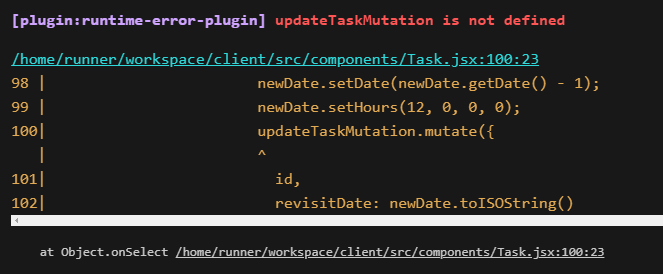 [plugin:runtime-error-plugin] updateTaskMutation is not defined
/home/runner/workspace/client/src/components/Task.jsx:100:23
98 |                           newDate.setDate(newDate.getDate() - 1);
99 |                           newDate.setHours(12, 0, 0, 0);
100|                           updateTaskMutation.mutate({
   |                           ^
101|                             id,
102|                             revisitDate: newDate.toISOString()
at Object.onSelect /home/runner/workspace/client/src/components/Task.jsx:100:23